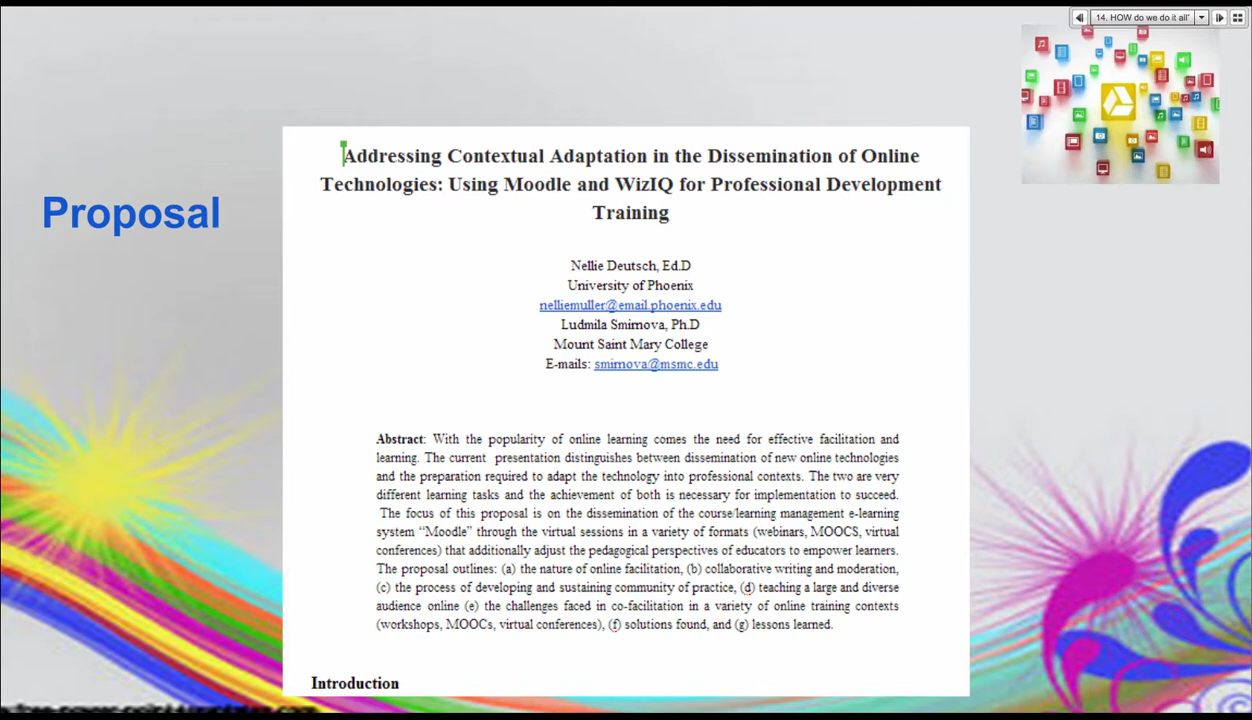 14. HOW do we do it all'
Proposal
Addressing Contextual Adaptation in the Dissemination of Online
Technologies: Using Moodle and WizIQ for Professional Development
Training
Nellie Deutsch, Ed.D
University of Phoenix
nelliemuller@email.phoenix.edu
Ludmila Smirnova, Ph.D
Mount Saint Mary College
E-mails: smirnova@msmc.edu
Abstract: With the popularity of online learning comes the need for effective facilitation and
learning. The current presentation distinguishes between dissemination of new online technologies
and the preparation required to adapt the technology into professional contexts. The two are very
different learning tasks and the achievement of both is necessary for implementation to succeed.
The focus of this proposal is on the dissemination of the course/learning management e-learning
system “Moodle” through the virtual sessions in a variety of formats (webinars, MOOCS, virtual
conferences) that additionally adjust the pedagogical perspectives of educators to empower learners.
The proposal outlines: (a) the nature of online facilitation, (b) collaborative writing and moderation,
(c) the process of developing and sustaining community of practice, (d) teaching a large and diverse
audience online (e) the challenges faced in co-facilitation in a variety of online training contexts
(workshops, MOOCs, virtual conferences), (f) solutions found, and (g) lessons learned.
Introduction